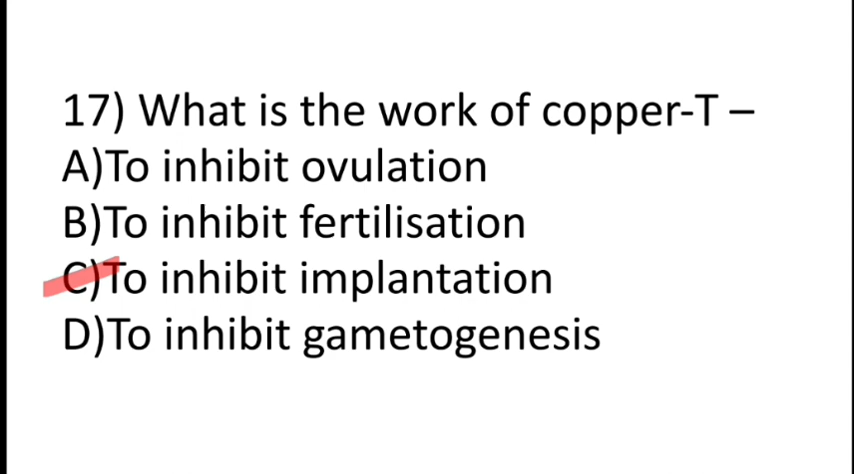 17) What is the work of copper-T –
A)To inhibit ovulation
B)To inhibit fertilisation
C)To inhibit implantation
D)To inhibit gametogenesis